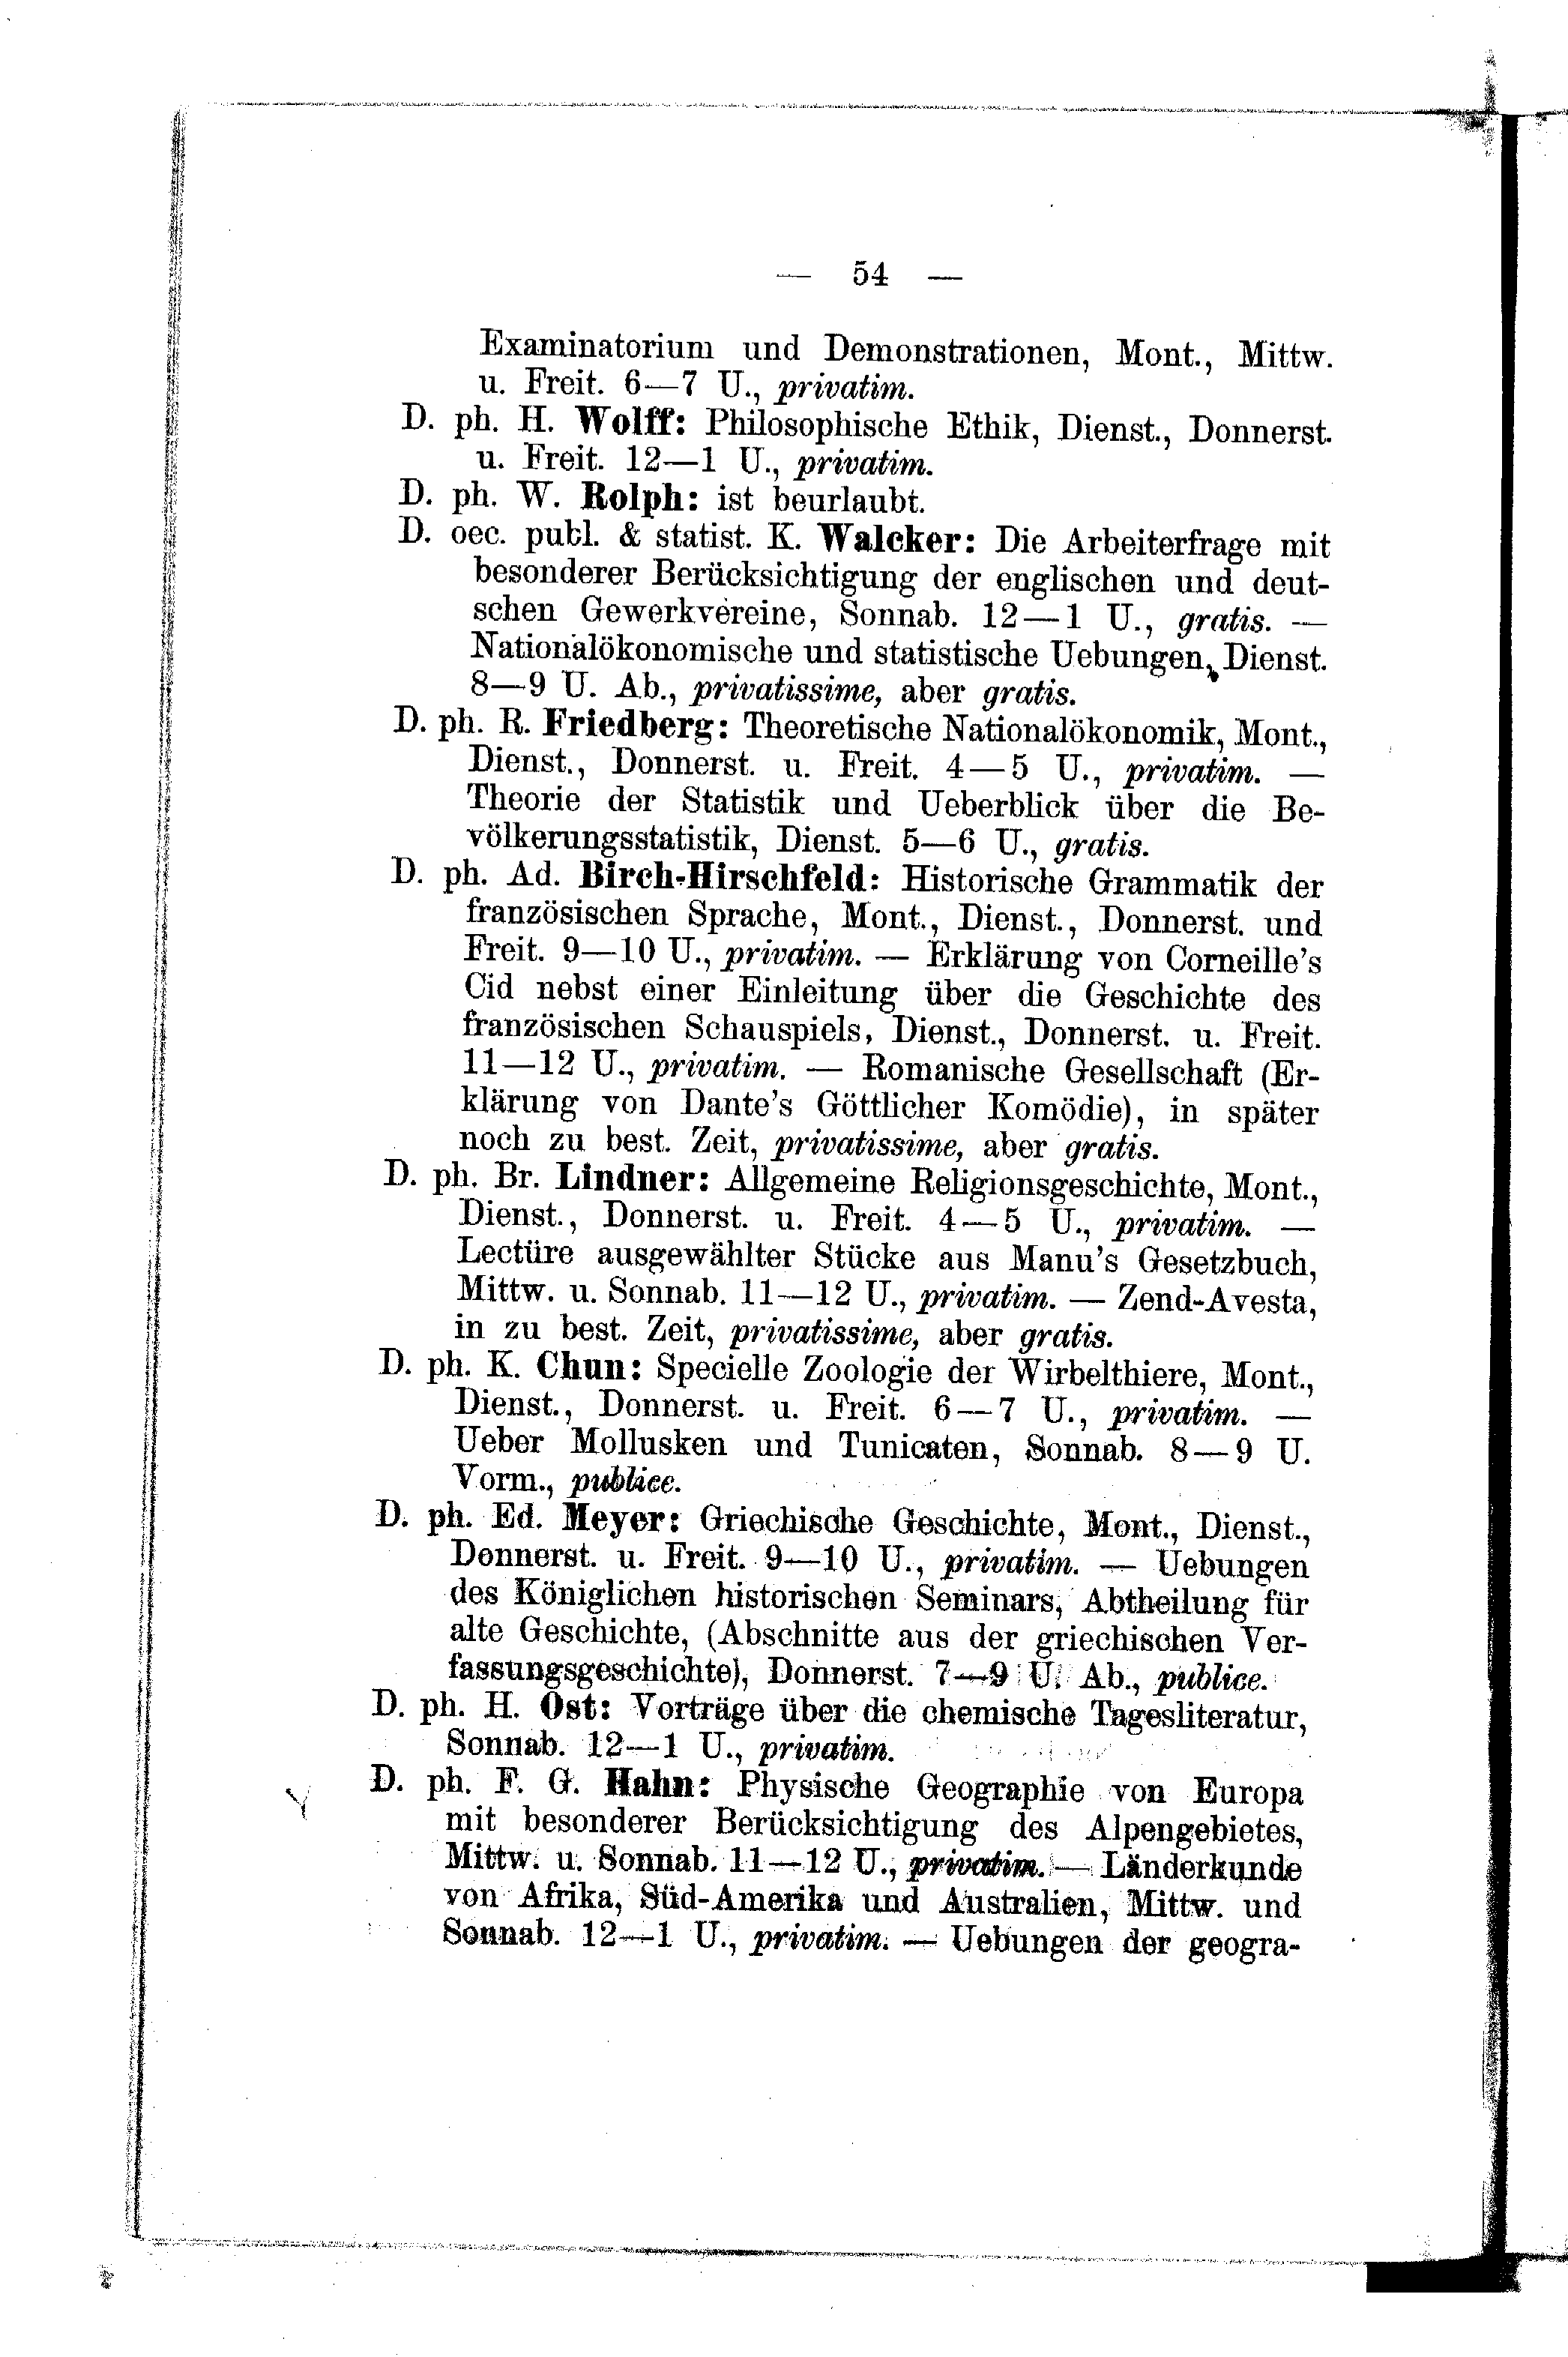 — 54 —
Examinatorium und Demonstrationen, Mont., Mittw.
u. Freit. 6—7 U., privatim.
D. ph. H. Wolff: Philosophische Ethik, Dienst., Donnerst.
u. Freit. 12—1 U., privatim.
D. ph. W. Rolph: ist beurlaubt.
D. oec. publ. & statist. K. Walcker: Die Arbeiterfrage mit
besonderer Berücksichtigung der englischen und deut-
schen Gewerkvereine, Sonnab. 12—1 U., gratis. —
Nationalökonomische und statistische Uebungen, Dienst.
8—9 U. Ab., privatissime, aber gratis.
D. ph. R. Friedberg: Theoretische Nationalökonomik, Mont.,
Dienst., Donnerst. u. Freit. 4—5 U., privatim. —
Theorie der Statistik und Ueberblick über die Be-
völkerungsstatistik, Dienst. 5—6 U., gratis.
D. ph. Ad. Birch-Hirschfeld: Historische Grammatik der
französischen Sprache, Mont., Dienst., Donnerst. und
Freit. 9—10 U., privatim. — Erklärung von Corneille's
Cid nebst einer Einleitung über die Geschichte des
französischen Schauspiels, Dienst., Donnerst. u. Freit.
11—12 U., privatim. — Romanische Gesellschaft (Er-
klärung von Dante's Göttlicher Komödie), in später
noch zu best. Zeit, privatissime, aber gratis.
D. ph. Br. Lindner: Allgemeine Religionsgeschichte, Mont.,
Dienst., Donnerst. u. Freit. 4—5 U., privatim. —
Lectüre ausgewählter Stücke aus Manu's Gesetzbuch,
Mittw. u. Sonnab. 11—12 U., privatim. — Zend-Avesta,
in zu best. Zeit, privatissime, aber gratis.
D. ph. K. Chun: Specielle Zoologie der Wirbelthiere, Mont.,
Dienst., Donnerst. u. Freit. 6—7 U., privatim. —
Ueber Mollusken und Tunicaten, Sonnab. 8—9 U.
Vorm., publice.
D. ph. Ed. Meyer: Griechische Geschichte, Mont., Dienst.,
Donnerst. u. Freit. 9—10 U., privatim. — Uebungen
des Königlichen historischen Seminars, Abtheilung für
alte Geschichte, (Abschnitte aus der griechischen Ver-
fassungsgeschichte), Donnerst. 7—9 U. Ab., publice.
D. ph. H. Ost: Vorträge über die chemische Tagesliteratur,
Sonnab. 12—1 U., privatim.
D. ph. F. G. Hahn: Physische Geographie von Europa
mit besonderer Berücksichtigung des Alpengebietes,
Mittw. u. Sonnab. 11—12 U., privatim. — Länderkunde
von Afrika, Süd-Amerika und Australien, Mittw. und
Sonnab. 12—1 U., privatim. — Uebungen der geogra-